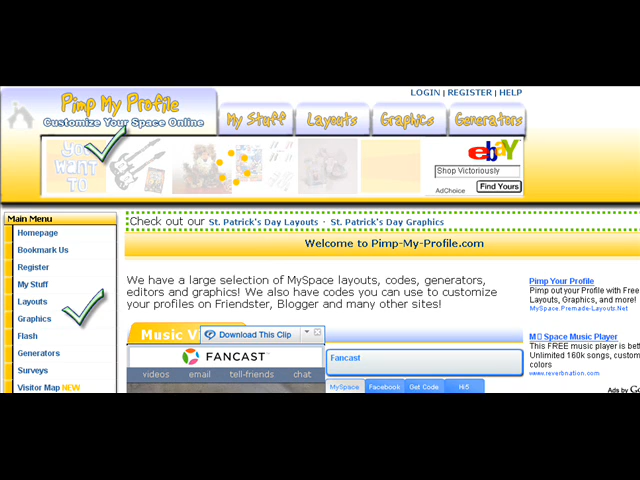 LOGIN | REGISTER | HELP
Pimp My Profile
Customize Your Space Online
My Stuff
Layouts
Graphics
Generators
YOU WANT TO
ebaY
Shop Victoriously
AdChoice
Find Yours
Main Menu
Homepage
Bookmark Us
Register
My Stuff
Layouts
Graphics
Flash
Generators
Surveys
Visitor Map NEW
Check out our St. Patrick's Day Layouts - St. Patrick's Day Graphics
Welcome to Pimp-My-Profile.com
We have a large selection of MySpace layouts, codes, generators,
editors and graphics! We also have codes you can use to customize
your profiles on Friendster, Blogger and many other sites!
Music V
Download This Clip
FANCAST
videos email tell-friends chat
Fancast
MySpace Facebook Get Code Hi5
Pimp Your Profile
Pimp out your Profile with Free
Layouts, Graphics, and more!
MySpace.Premade-Layouts.Net
Space Music Player
This FREE music player is bett
Unlimited 160k songs, custom
colors
www.reverbnation.com
Ads by Go